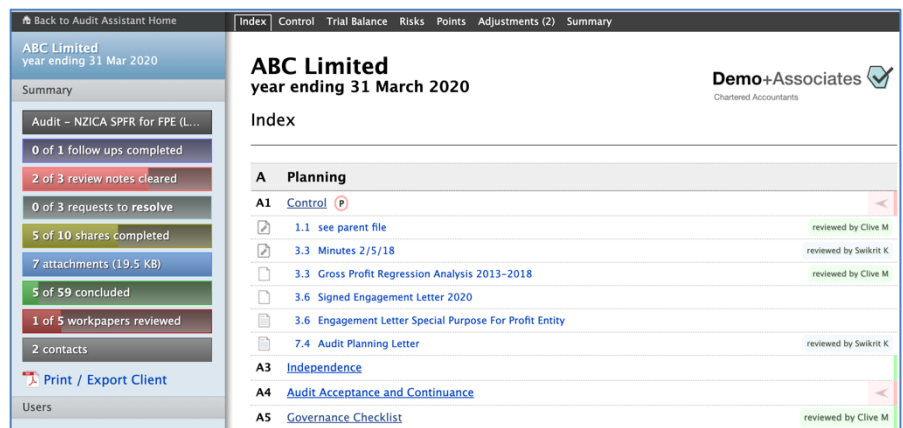 Back to Audit Assistant Home
Index Control Trial Balance Risks Points Adjustments (2) Summary
ABC Limited
year ending 31 Mar 2020
Summary
Audit – NZICA SPFR for FPE (L...
0 of 1 follow ups completed
2 of 3 review notes cleared
0 of 3 requests to resolve
5 of 10 shares completed
7 attachments (19.5 KB)
5 of 59 concluded
1 of 5 workpapers reviewed
2 contacts
Print / Export Client
Users
ABC Limited
year ending 31 March 2020
Demo+Associates
Chartered Accountants
Index
A Planning
A1 Control P
1.1 see parent file reviewed by Clive M
3.3 Minutes 2/5/18 reviewed by Swikrit K
3.3 Gross Profit Regression Analysis 2013–2018 reviewed by Clive M
3.6 Signed Engagement Letter 2020
3.6 Engagement Letter Special Purpose For Profit Entity
7.4 Audit Planning Letter reviewed by Swikrit K
A3 Independence
A4 Audit Acceptance and Continuance
A5 Governance Checklist reviewed by Clive M